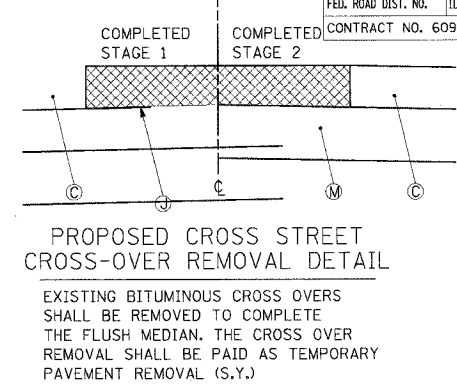 FED. ROAD DIST. NO.
CONTRACT NO. 609
COMPLETED STAGE 1
COMPLETED STAGE 2
C
J
℄
M
C
PROPOSED CROSS STREET
CROSS-OVER REMOVAL DETAIL
EXISTING BITUMINOUS CROSS OVERS
SHALL BE REMOVED TO COMPLETE
THE FLUSH MEDIAN. THE CROSS OVER
REMOVAL SHALL BE PAID AS TEMPORARY
PAVEMENT REMOVAL (S.Y.)